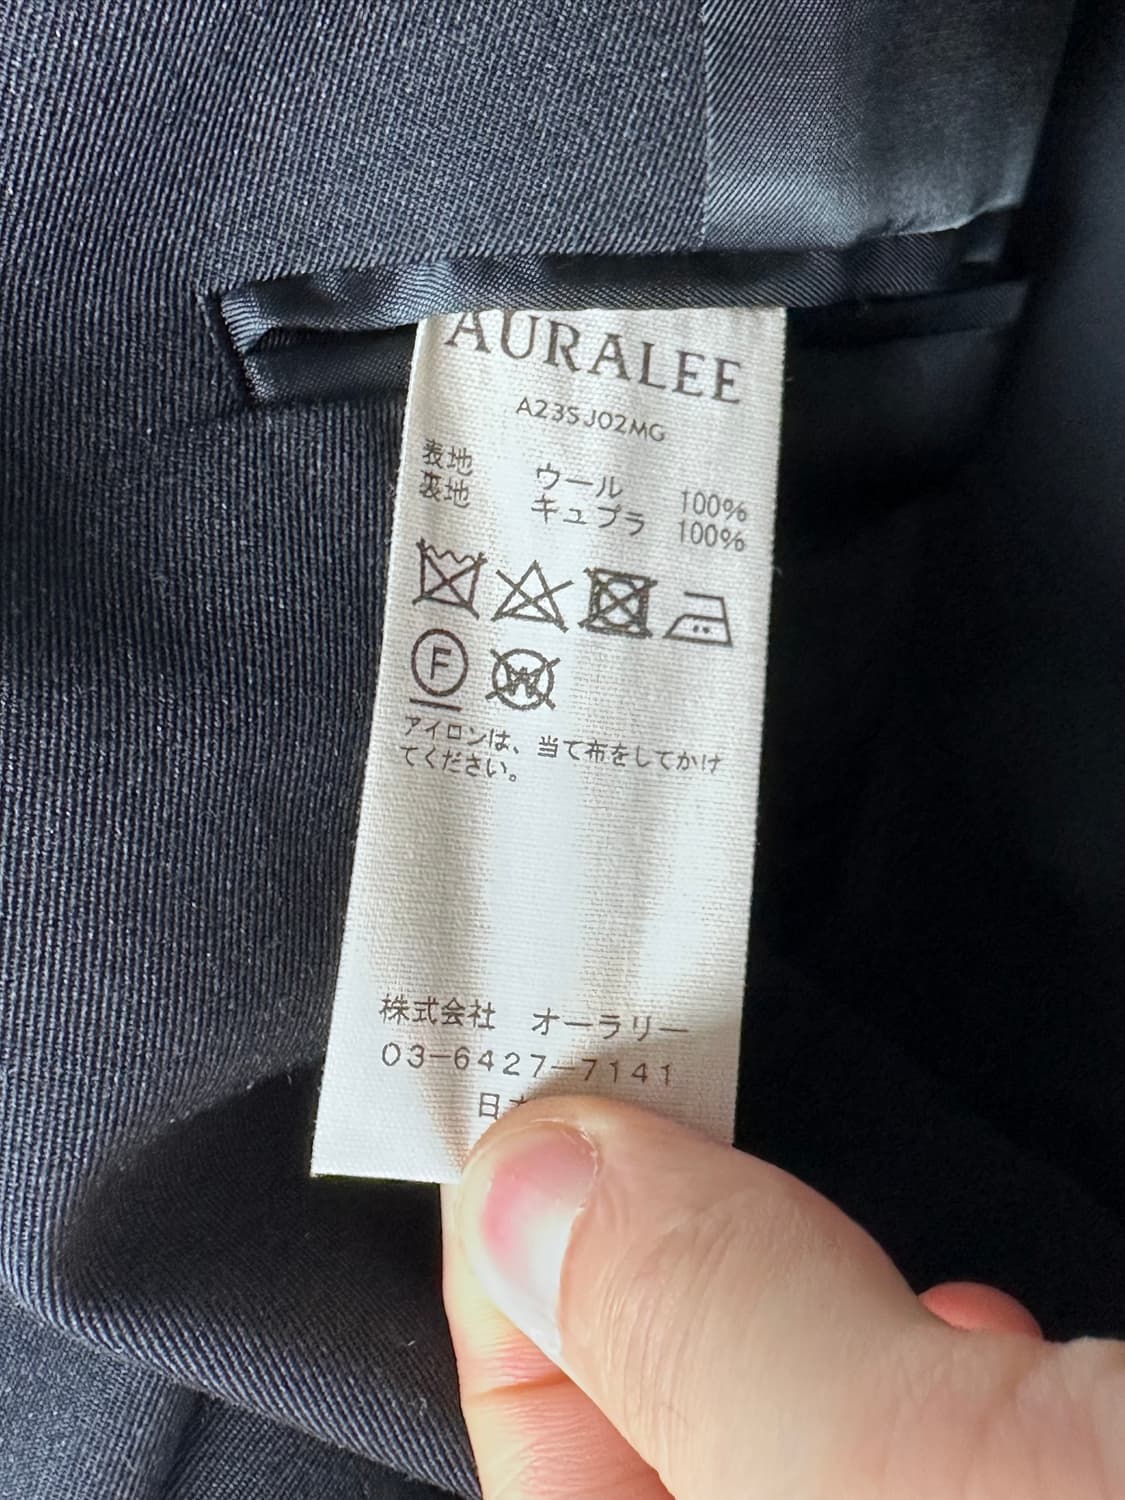 AURALEE
A23SJ02MG
表地 ウール 100%
裏地 キュプラ 100%
F
W
アイロンは、当て布をしてかけ
てください。
株式会社 オーラリー
03-6427-7141
日